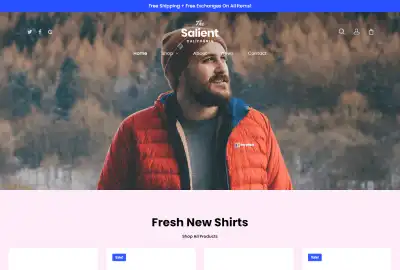 Free Shipping + Free Exchanges On All Items!
The
Salient
CALIFORNIA
Home Shop About News Contact
Fresh New Shirts
Shop All Products
Sale!
Sale!